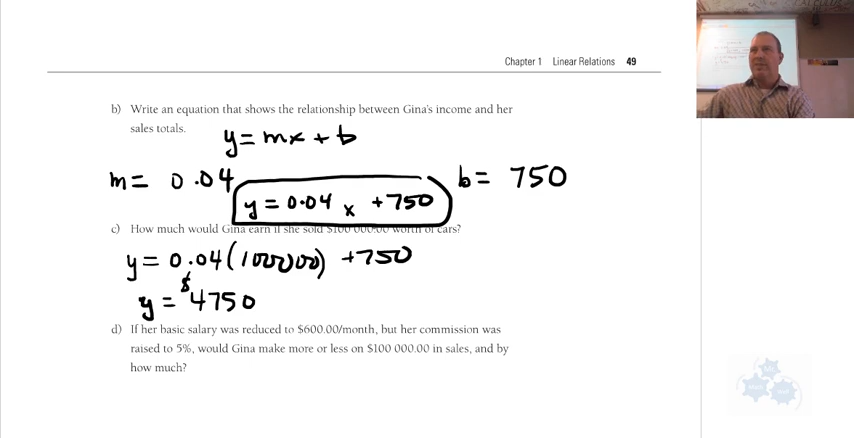 Chapter 1 Linear Relations 49
b) Write an equation that shows the relationship between Gina's income and her
sales totals.
y = mx + b
m = 0.04
b = 750
y = 0.04 x + 750
c) How much would Gina earn if she sold $100 000.00 worth of cars?
y = 0.04 (100000) + 750
y = $4750
d) If her basic salary was reduced to $600.00/month, but her commission was
raised to 5%, would Gina make more or less on $100 000.00 in sales, and by
how much?